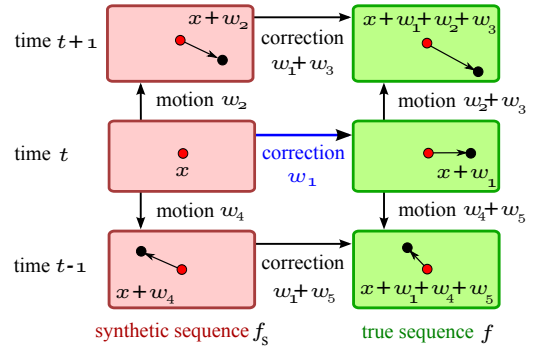 x+w₂
x+w₁+w₂+w₃
time t+1
correction
w₁+w₃
motion w₂
motion w₂+w₃
time t
x
correction
w₁
x+w₁
motion w₄
motion w₄+w₅
time t-1
x+w₄
correction
w₁+w₅
x+w₁+w₄+w₅
synthetic sequence fₛ
true sequence f